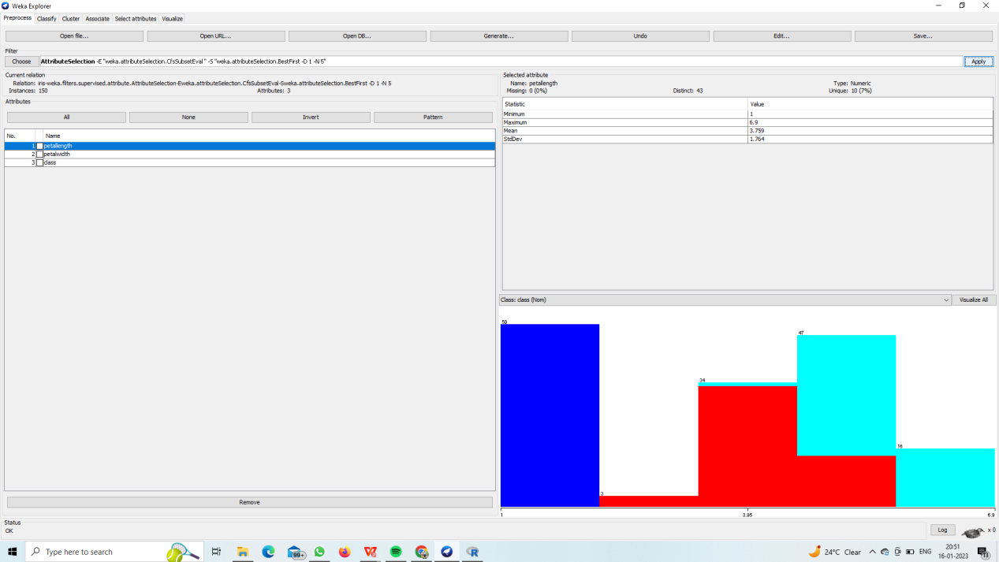 Weka Explorer
Preprocess Classify Cluster Associate Select attributes Visualize
Open file... Open URL... Open DB... Generate... Undo Edit... Save...
Filter
Choose AttributeSelection -E "weka.attributeSelection.CfsSubsetEval " -S "weka.attributeSelection.BestFirst -D 1 -N 5" Apply
Current relation
Relation: iris-weka.filters.supervised.attribute.AttributeSelection-Eweka.attributeSelection.CfsSubsetEval-Sweka.attributeSelection.BestFirst -D 1 -N 5
Instances: 150 Attributes: 3
Attributes
All None Invert Pattern
No. Name
1 petallength
2 petalwidth
3 class
Remove
Selected attribute
Name: petallength Type: Numeric
Missing: 0 (0%) Distinct: 43 Unique: 10 (7%)
Statistic Value
Minimum 1
Maximum 6.9
Mean 3.759
StdDev 1.764
Class: class (Nom) Visualize All
50
3
34
47
16
1 3.95 6.9
Status
OK
Log x 0
Type here to search
99+
24°C Clear ENG
20:51
16-01-2023
13